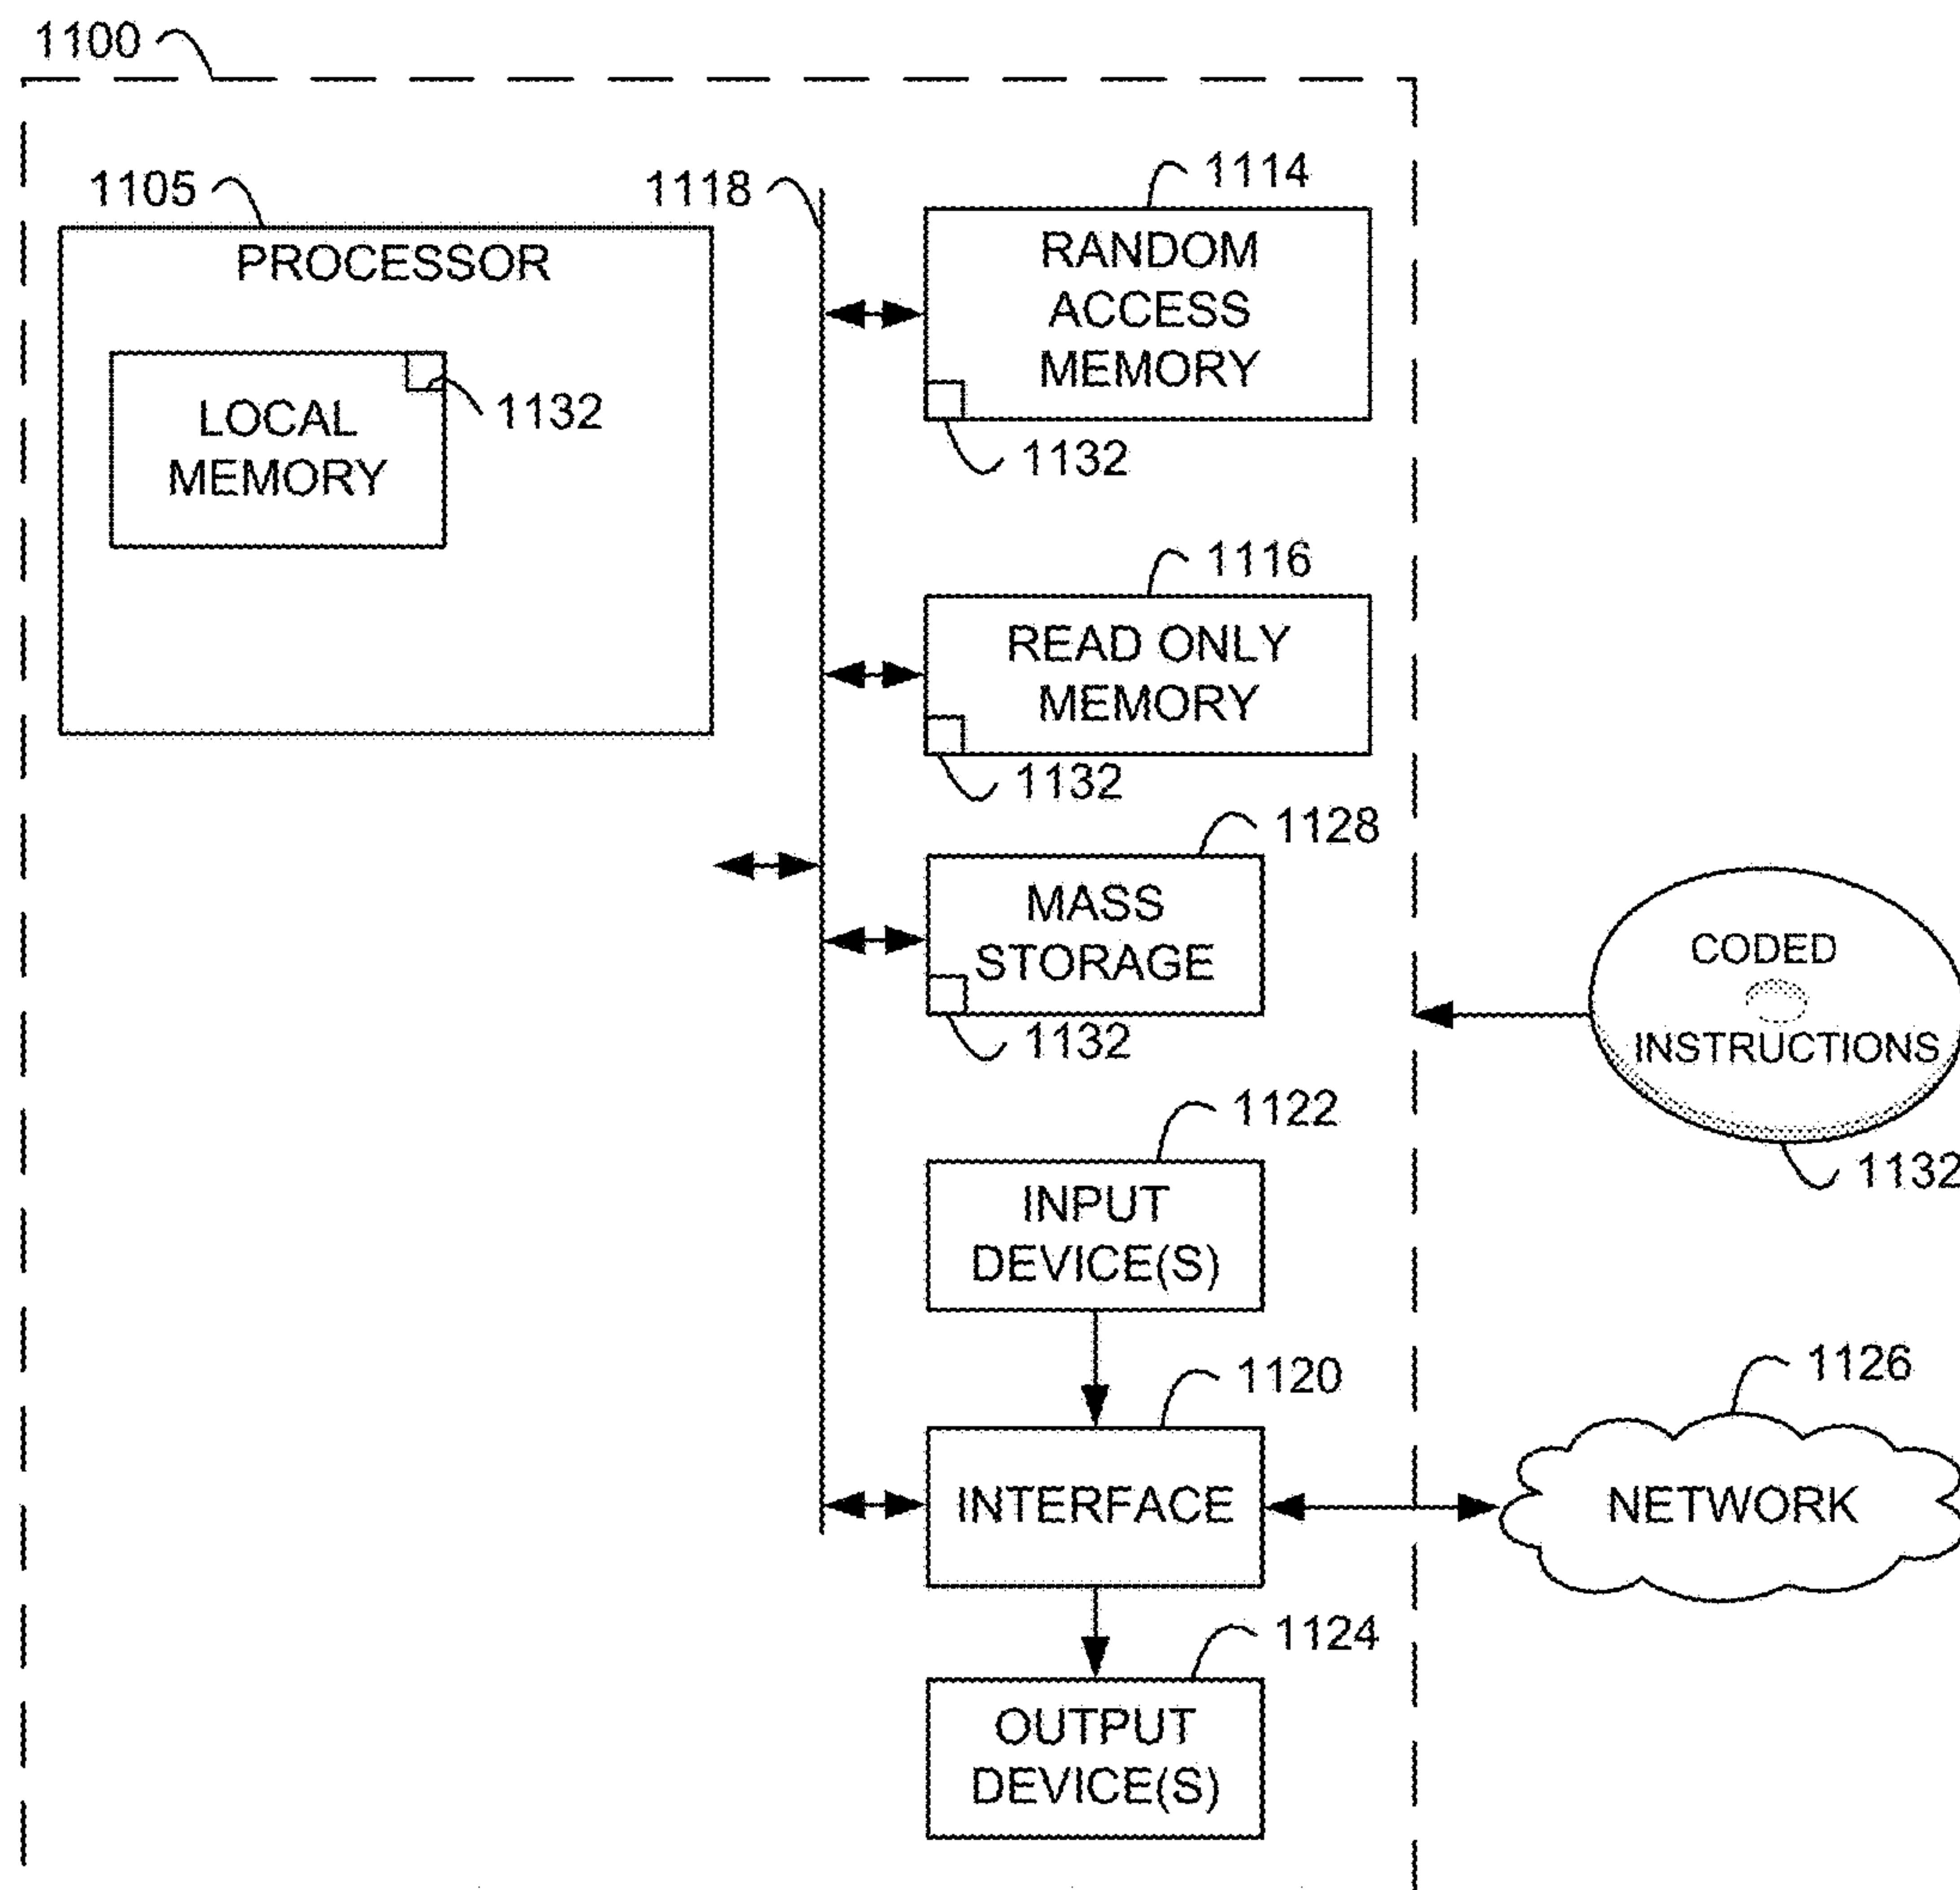 1100
1105
PROCESSOR
LOCAL
MEMORY
1132
1118
1114
RANDOM
ACCESS
MEMORY
1132
1116
READ ONLY
MEMORY
1132
1128
MASS
STORAGE
1132
CODED
INSTRUCTIONS
1132
1122
INPUT
DEVICE(S)
1120
INTERFACE
1126
NETWORK
1124
OUTPUT
DEVICE(S)